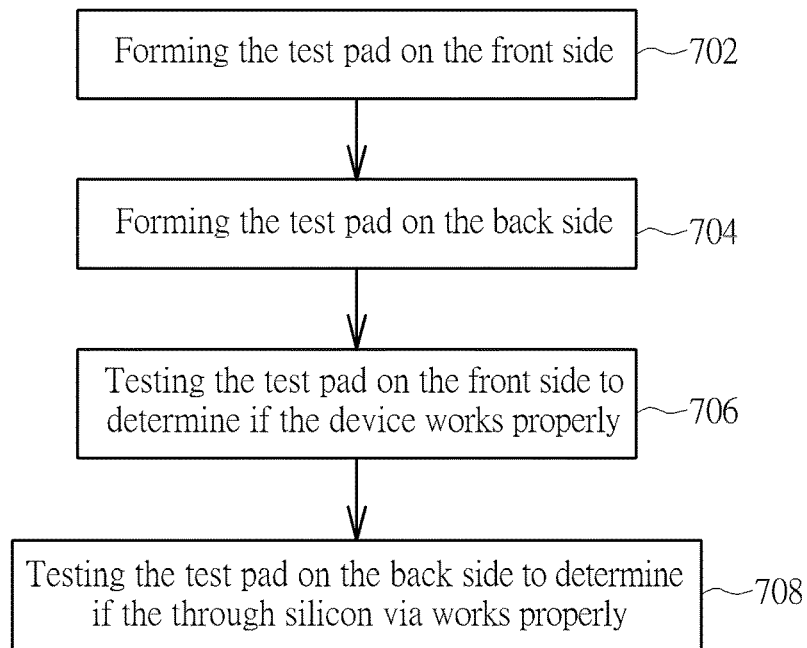 Forming the test pad on the front side
702
Forming the test pad on the back side
704
Testing the test pad on the front side to
determine if the device works properly
706
Testing the test pad on the back side to determine
if the through silicon via works properly
708